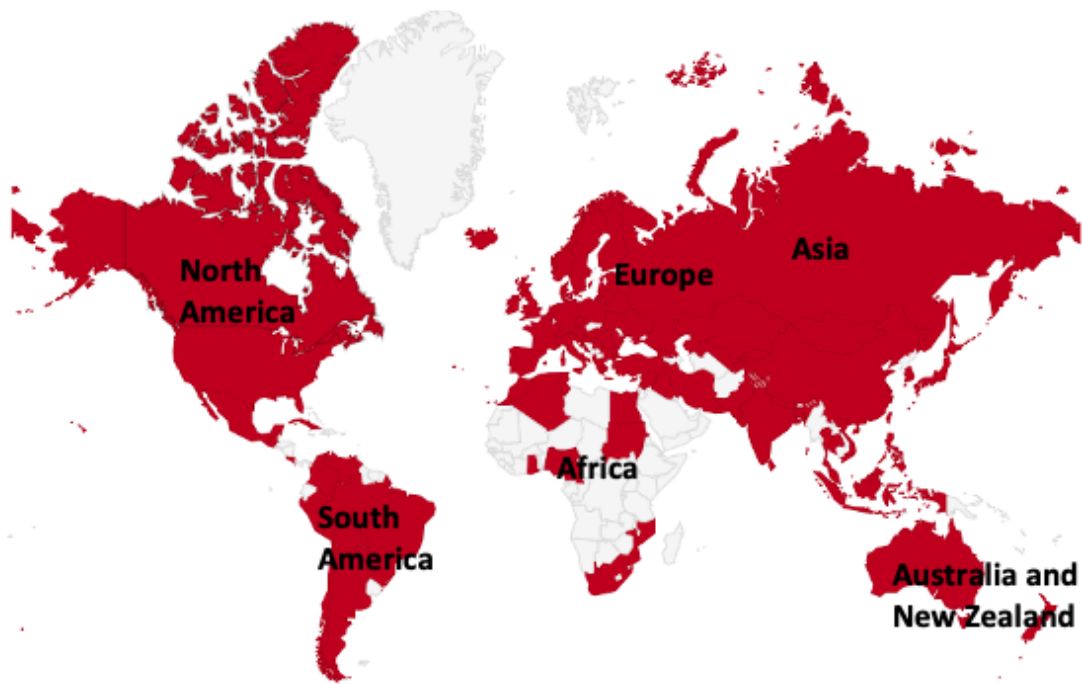 North
America
Europe
Asia
Africa
South
America
Australia and
New Zealand